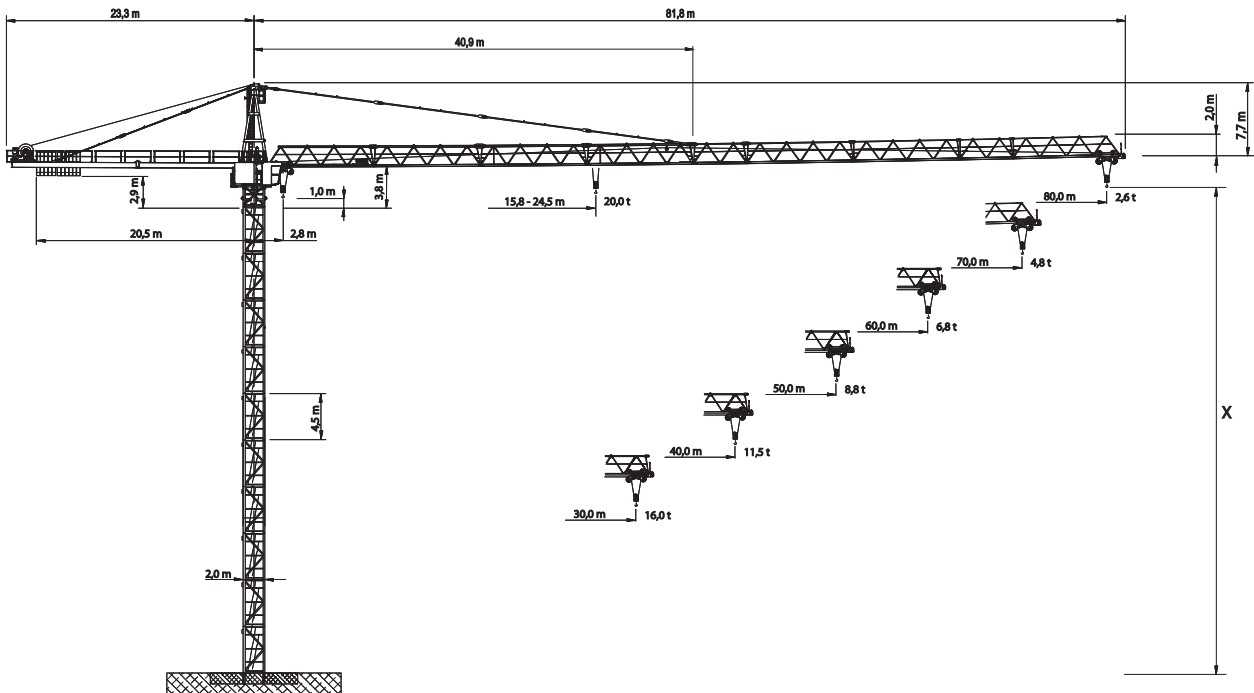 23,3 m
81,8 m
40,9 m
2,0 m
7,7 m
2,9 m
1,0 m
3,8 m
15,8 - 24,5 m
20,0 t
80,0 m
2,6 t
20,5 m
2,8 m
70,0 m
4,8 t
60,0 m
6,8 t
50,0 m
8,8 t
4,5 m
X
40,0 m
11,5 t
30,0 m
16,0 t
2,0 m